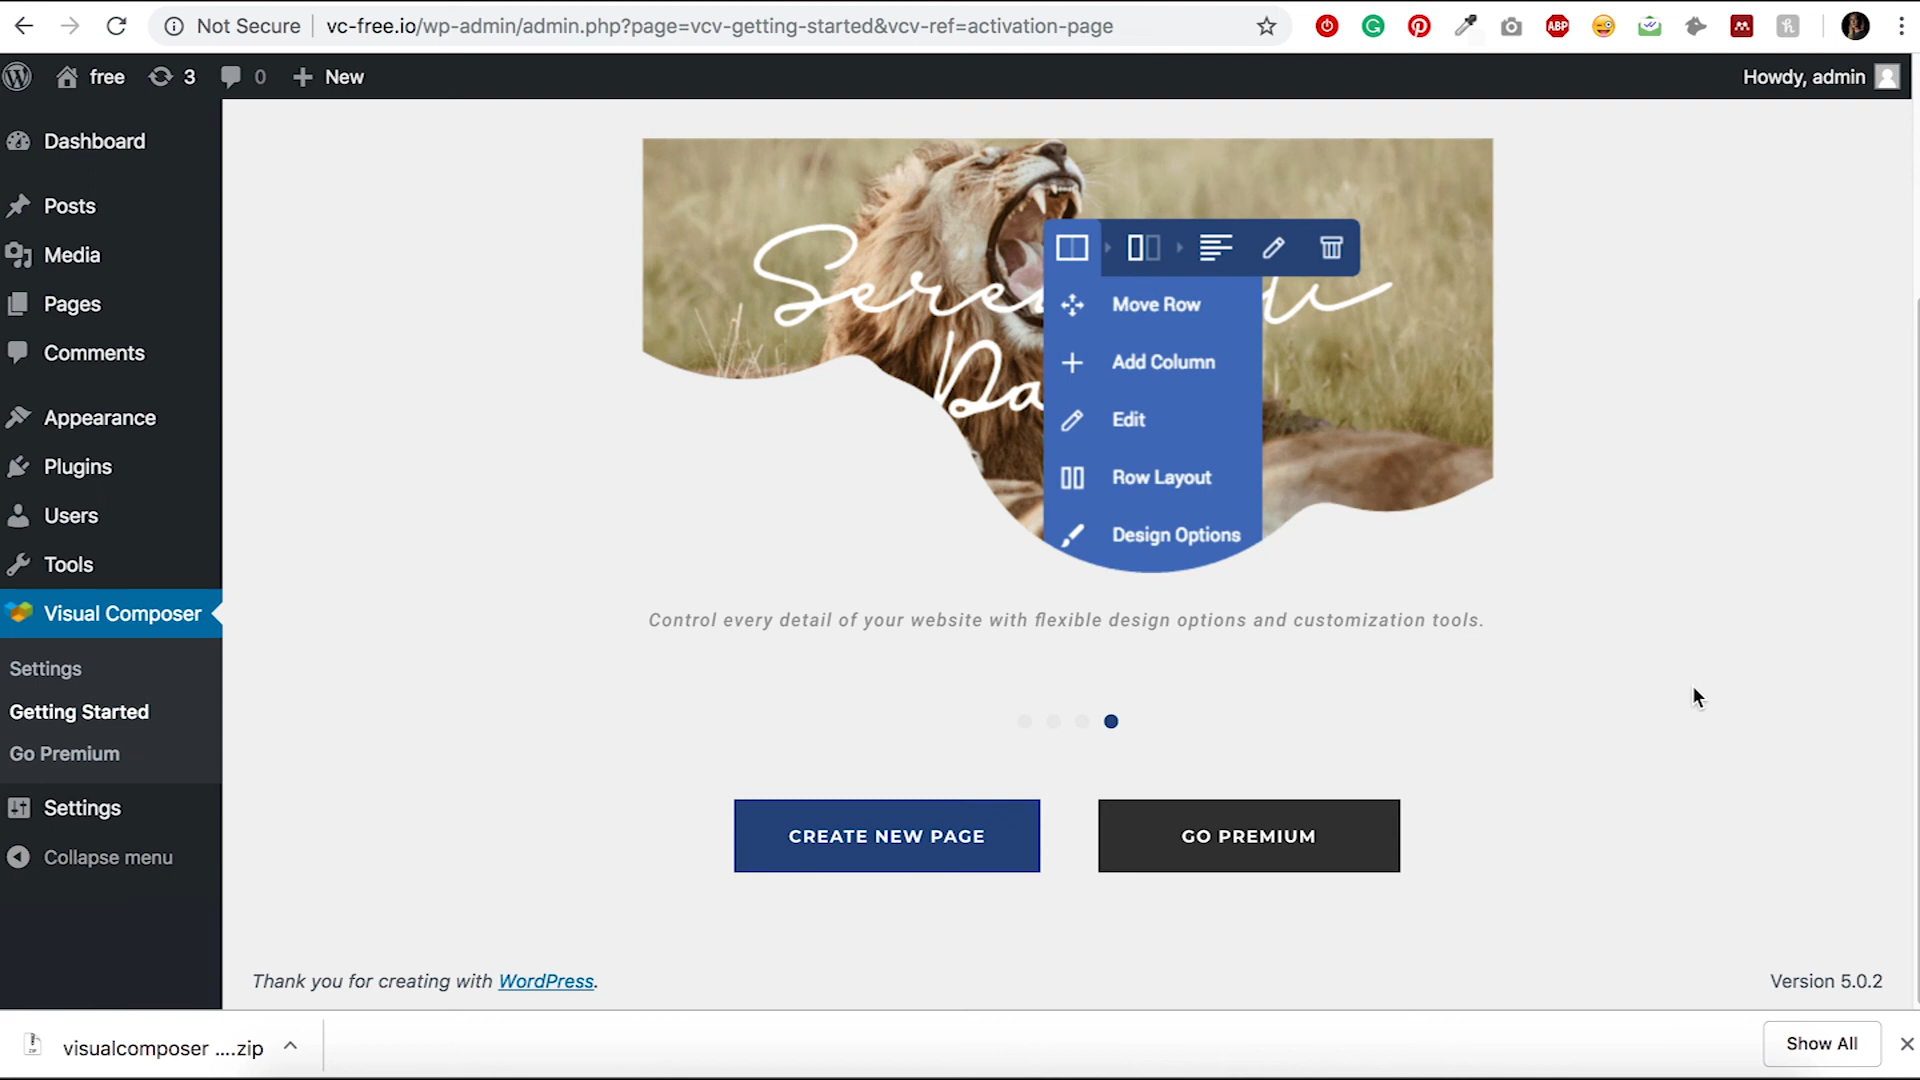 Not Secure
vc-free.io/wp-admin/admin.php?page=vcv-getting-started&vcv-ref=activation-page
ABP
free
3
0
New
Howdy, admin
Dashboard
Posts
Media
Pages
Comments
Appearance
Plugins
Users
Tools
Visual Composer
Settings
Getting Started
Go Premium
Settings
Collapse menu
Move Row
Add Column
Edit
Row Layout
Design Options
Control every detail of your website with flexible design options and customization tools.
CREATE NEW PAGE
GO PREMIUM
Thank you for creating with WordPress.
Version 5.0.2
visualcomposer ....zip
Show All